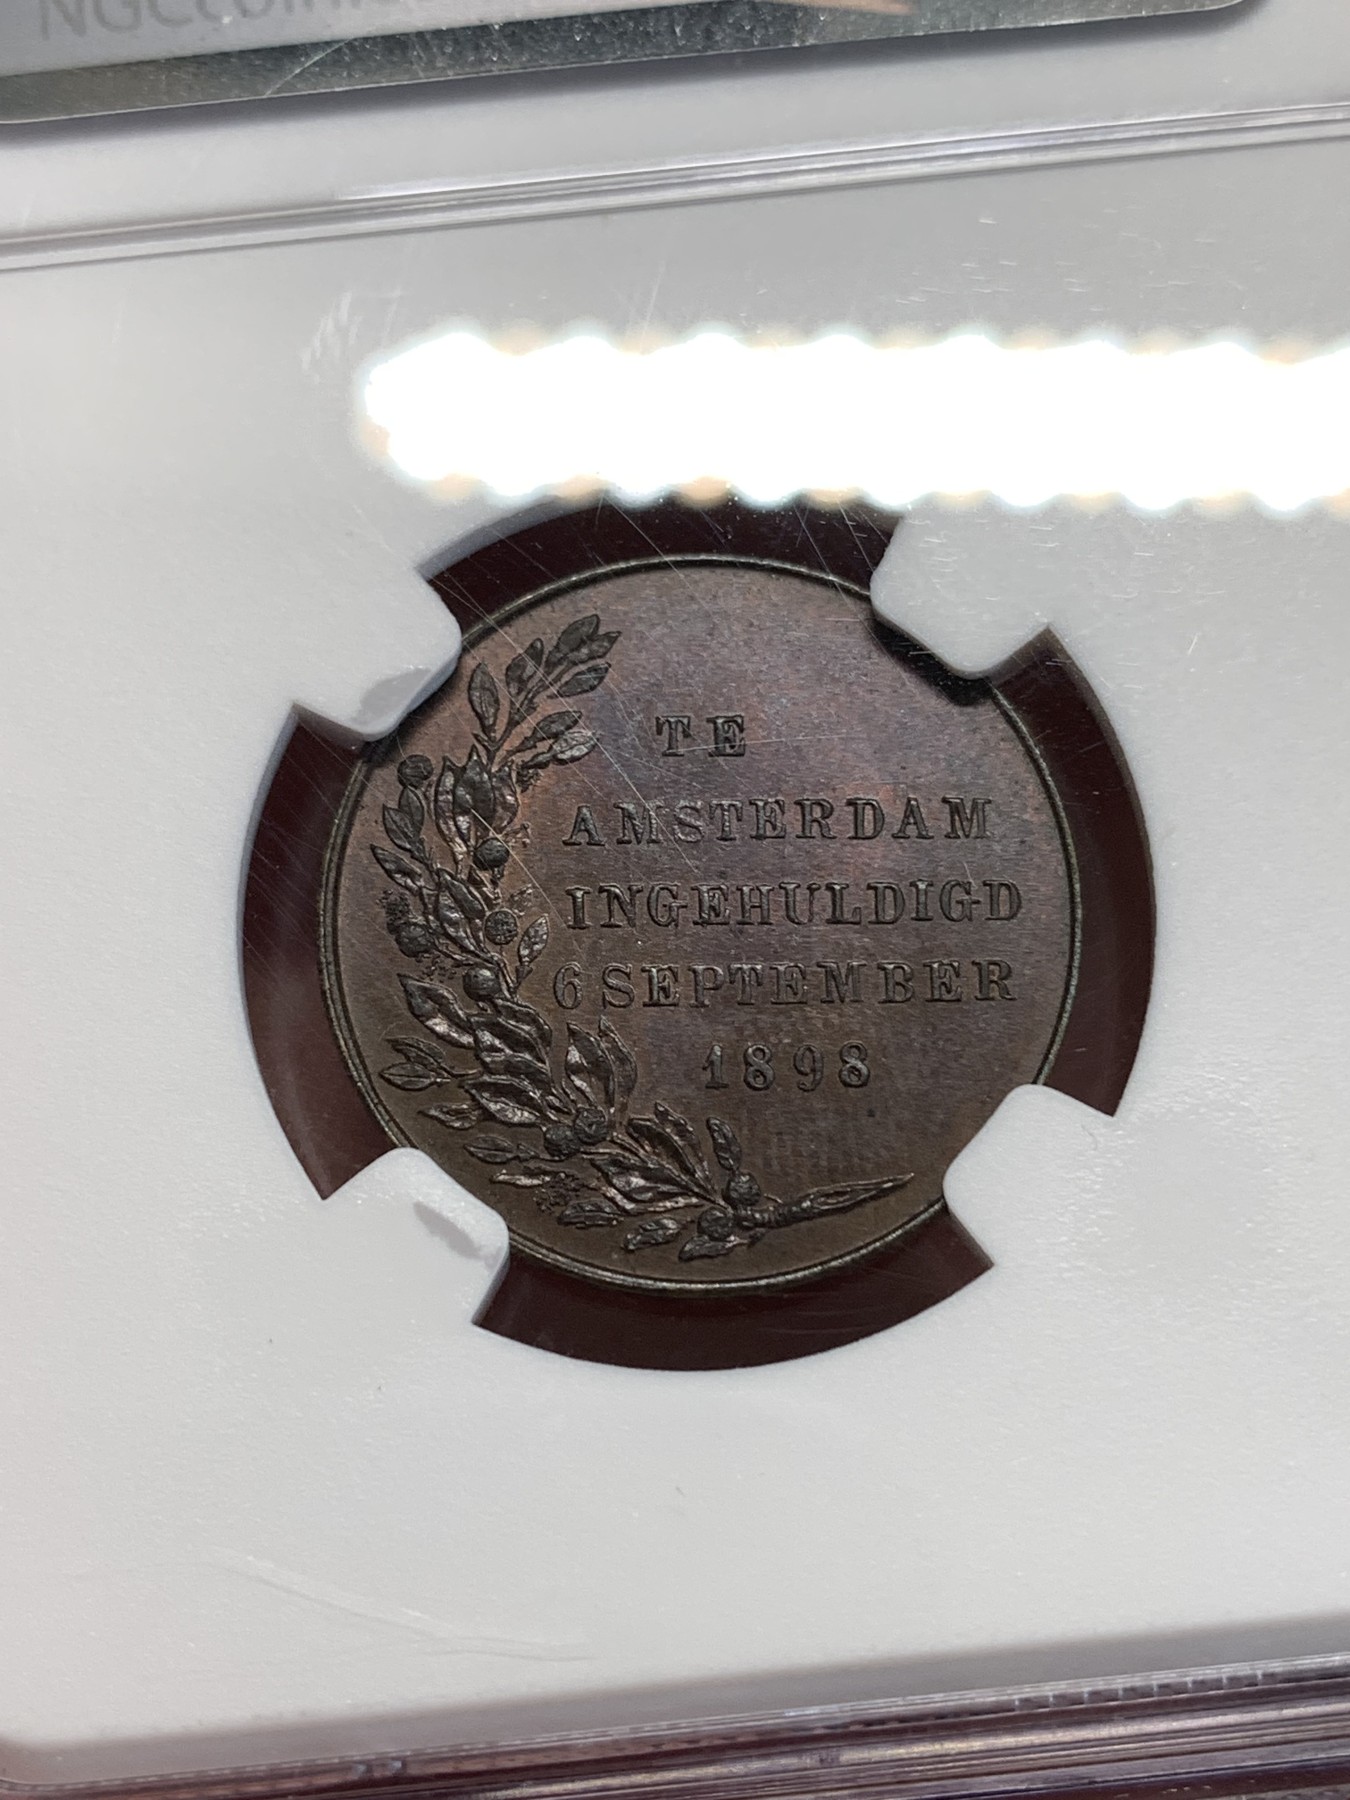 TE
AMSTERDAM
INGEHULDIGD
6 SEPTEMBER
1898